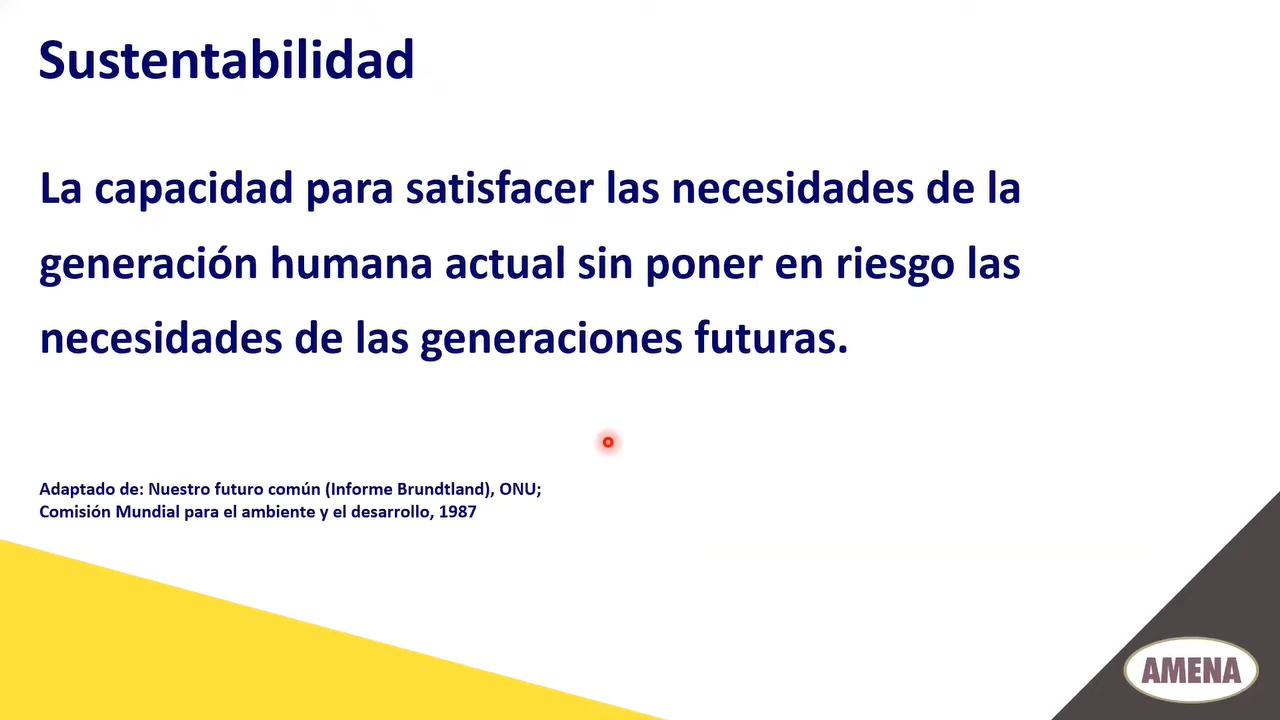 Sustentabilidad
La capacidad para satisfacer las necesidades de la
generación humana actual sin poner en riesgo las
necesidades de las generaciones futuras.
Adaptado de: Nuestro futuro común (Informe Brundtland), ONU;
Comisión Mundial para el ambiente y el desarrollo, 1987
AMENA